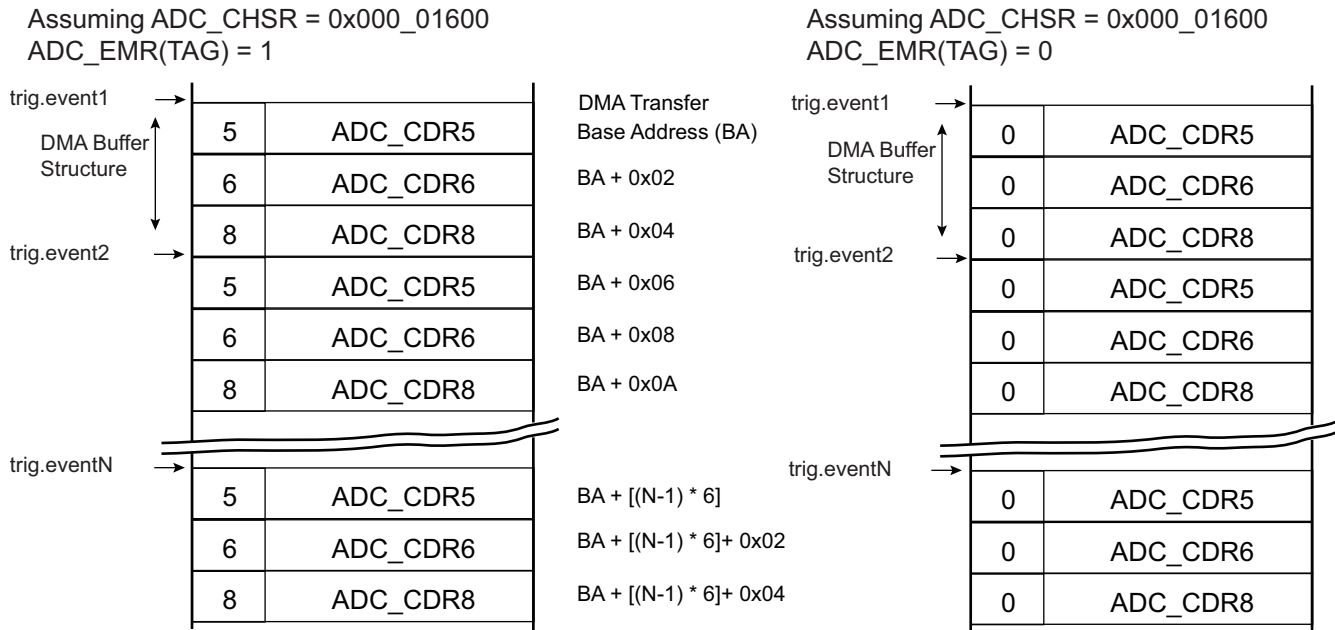 Assuming ADC_CHSR = 0x000_01600
ADC_EMR(TAG) = 1
trig.event1
DMA Buffer
Structure
trig.event2
trig.eventN
5 ADC_CDR5
6 ADC_CDR6
8 ADC_CDR8
5 ADC_CDR5
6 ADC_CDR6
8 ADC_CDR8
5 ADC_CDR5
6 ADC_CDR6
8 ADC_CDR8
DMA Transfer
Base Address (BA)
BA + 0x02
BA + 0x04
BA + 0x06
BA + 0x08
BA + 0x0A
BA + [(N-1) * 6]
BA + [(N-1) * 6]+ 0x02
BA + [(N-1) * 6]+ 0x04
Assuming ADC_CHSR = 0x000_01600
ADC_EMR(TAG) = 0
trig.event1
DMA Buffer
Structure
trig.event2
trig.eventN
0 ADC_CDR5
0 ADC_CDR6
0 ADC_CDR8
0 ADC_CDR5
0 ADC_CDR6
0 ADC_CDR8
0 ADC_CDR5
0 ADC_CDR6
0 ADC_CDR8